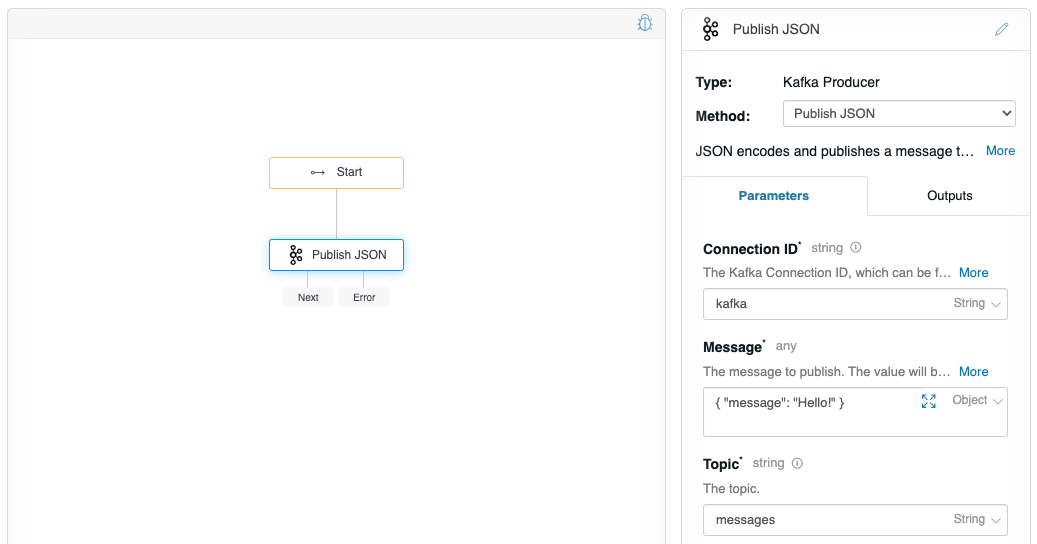 Start
Publish JSON
Next
Error
Publish JSON
Type: Kafka Producer
Method: Publish JSON
JSON encodes and publishes a message t... More
Parameters Outputs
Connection ID* string
The Kafka Connection ID, which can be f... More
kafka String
Message* any
The message to publish. The value will b... More
{ "message": "Hello!" } Object
Topic* string
The topic.
messages String